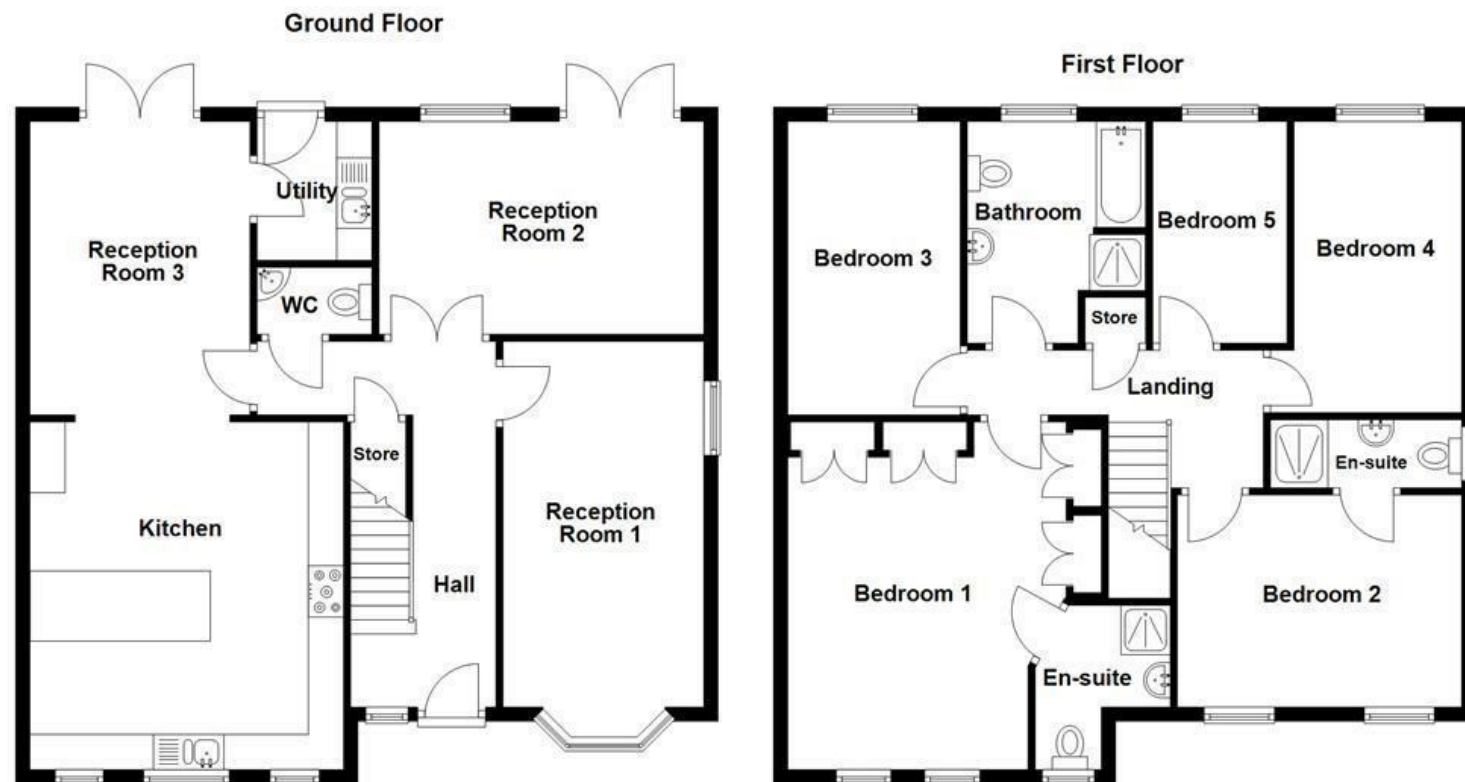 Ground Floor
Utility
Reception
Room 2
Reception
Room 3
WC
Store
Reception
Room 1
Kitchen
Hall
First Floor
Bathroom
Bedroom 5
Bedroom 3
Bedroom 4
Store
Landing
En-suite
Bedroom 1
Bedroom 2
En-suite